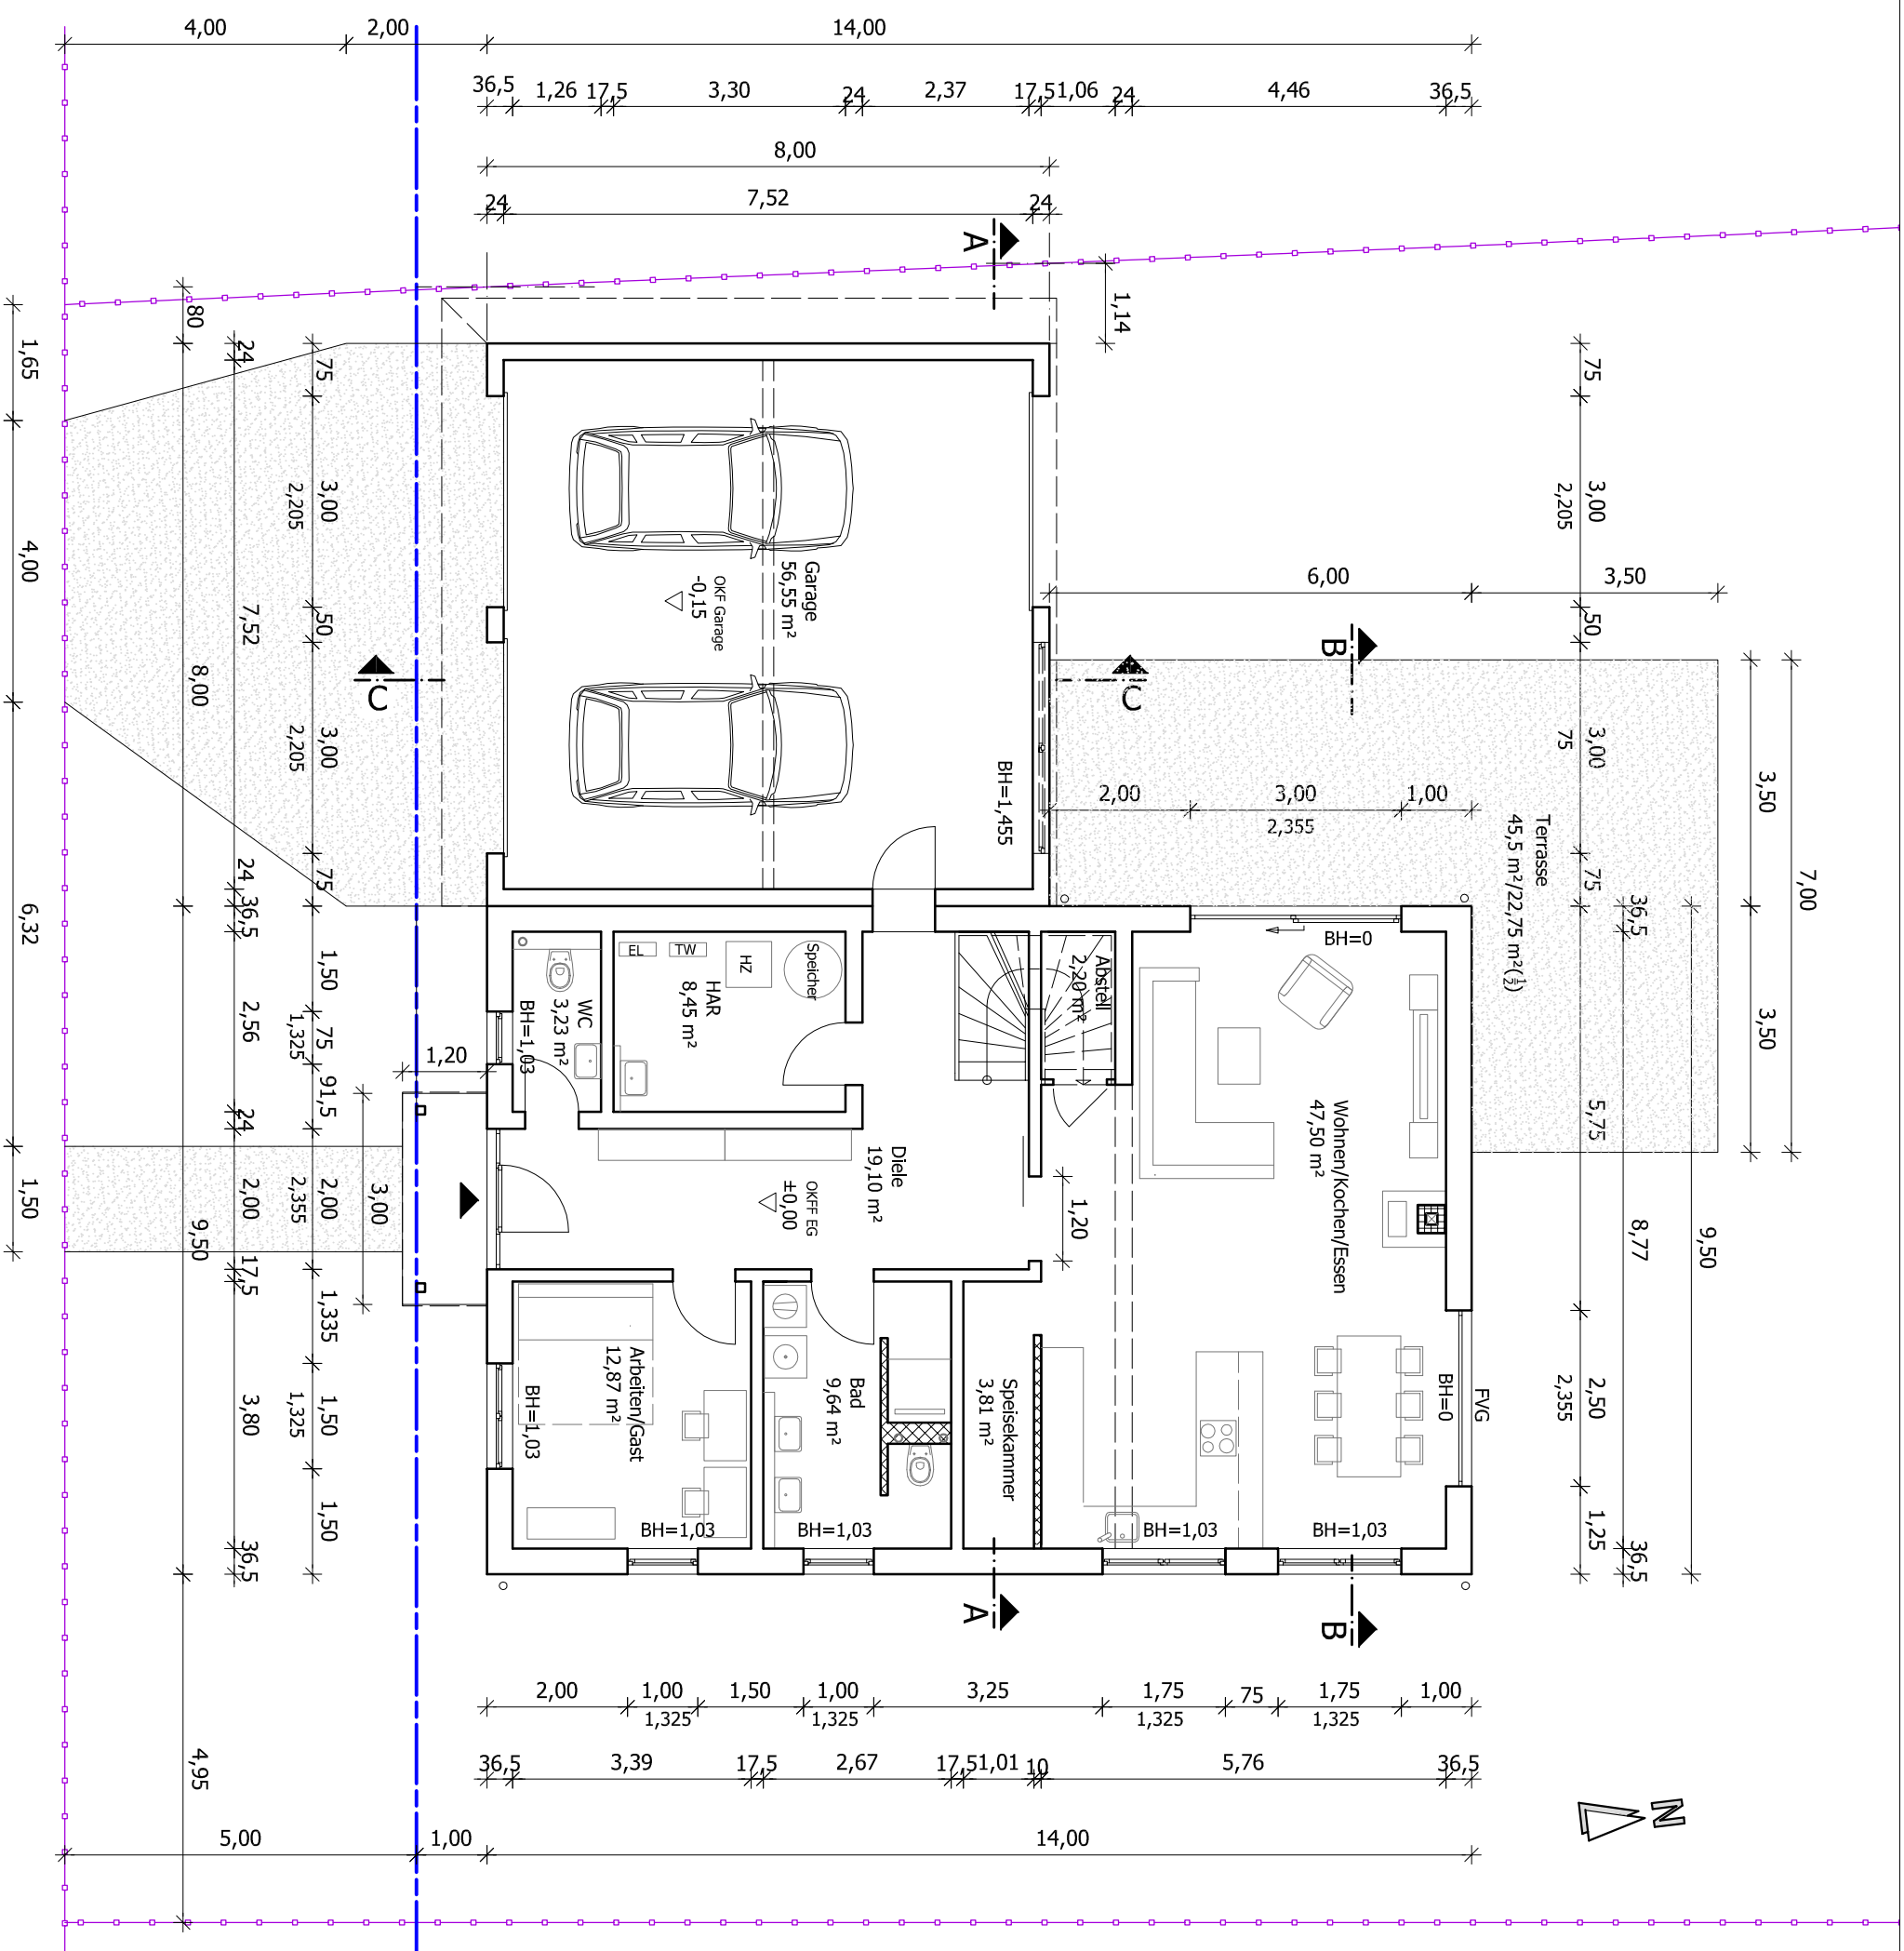 4,00 2,00 14,00
36,5 1,26 17,5 3,30 24 2,37 17,5 1,06 24 4,46 36,5
8,00
24 7,52 24
A
1,14
80
1,65
4,00
6,32
1,50
8,00
9,50
4,95
24
7,52
24
36,5
2,56
24
2,00
17,5
3,80
36,5
75
3,00
2,205
50
3,00
2,205
75
1,50
75
1,325
91,5
2,00
2,355
1,335
1,50
1,325
1,50
3,00
1,20
C
C
B
Garage
56,55 m²
OKF Garage
-0,15
BH=1,455
6,00 3,50
75
3,00
2,205
50
3,00
75
75
5,75
2,50
2,355
1,25
36,5
8,77
36,5
9,50
3,50
3,50
7,00
2,00 3,00 1,00
2,355
Terrasse
45,5 m²/22,75 m²(½)
WC
3,23 m²
BH=1,03
EL TW
HZ
Speicher
HAR
8,45 m²
Abstell
2,20 m²
BH=0
Wohnen/Kochen/Essen
47,50 m²
Diele
19,10 m²
OKFF EG
±0,00
1,20
Arbeiten/Gast
12,87 m²
BH=1,03
BH=1,03
Bad
9,64 m²
BH=1,03
Speisekammer
3,81 m²
BH=1,03
BH=1,03
FVG
BH=0
A
B
2,00 1,00 1,50 1,00 3,25 1,75 75 1,75 1,00
1,325 1,325 1,325 1,325
36,5 3,39 17,5 2,67 17,5 1,01 10 5,76 36,5
5,00 1,00 14,00
N